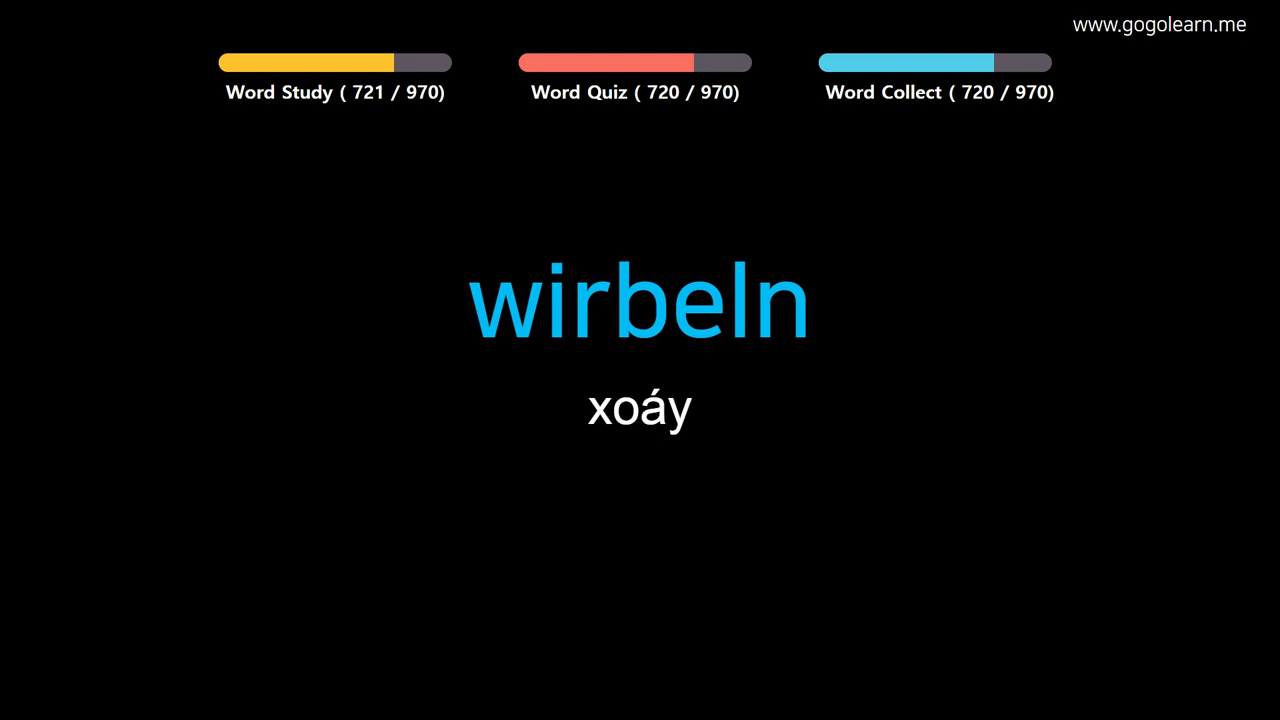 www.gogolearn.me
Word Study ( 721 / 970)
Word Quiz ( 720 / 970)
Word Collect ( 720 / 970)
wirbeln
xoáy